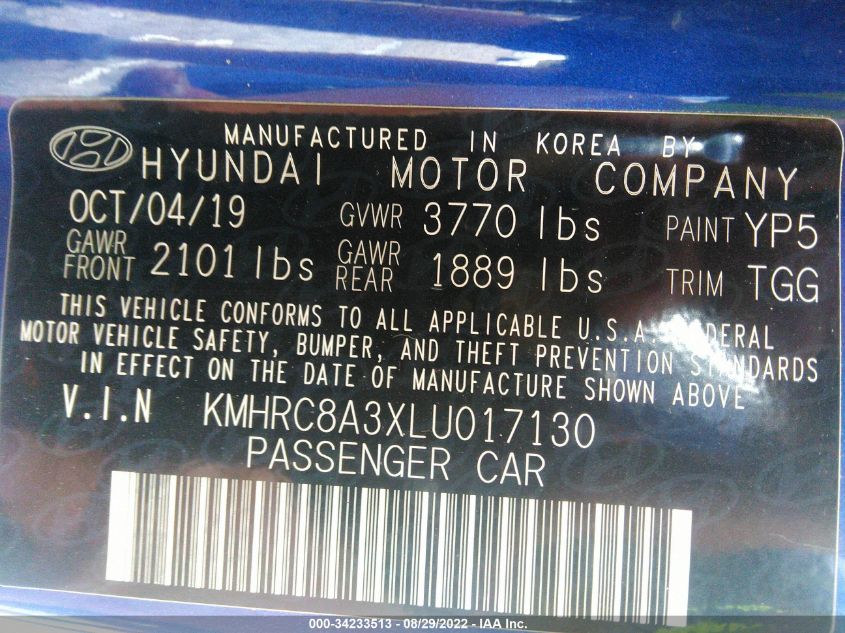 MANUFACTURED IN KOREA BY
HYUNDAI MOTOR COMPANY
OCT/04/19 GVWR 3770 lbs PAINT YP5
GAWR FRONT 2101 lbs GAWR REAR 1889 lbs TRIM TGG
THIS VEHICLE CONFORMS TO ALL APPLICABLE U.S.A. FEDERAL
MOTOR VEHICLE SAFETY, BUMPER, AND THEFT PREVENTION STANDARDS
IN EFFECT ON THE DATE OF MANUFACTURE SHOWN ABOVE
V.I.N KMHRC8A3XLU017130
PASSENGER CAR
000-34233513 - 08/29/2022 - IAA Inc.